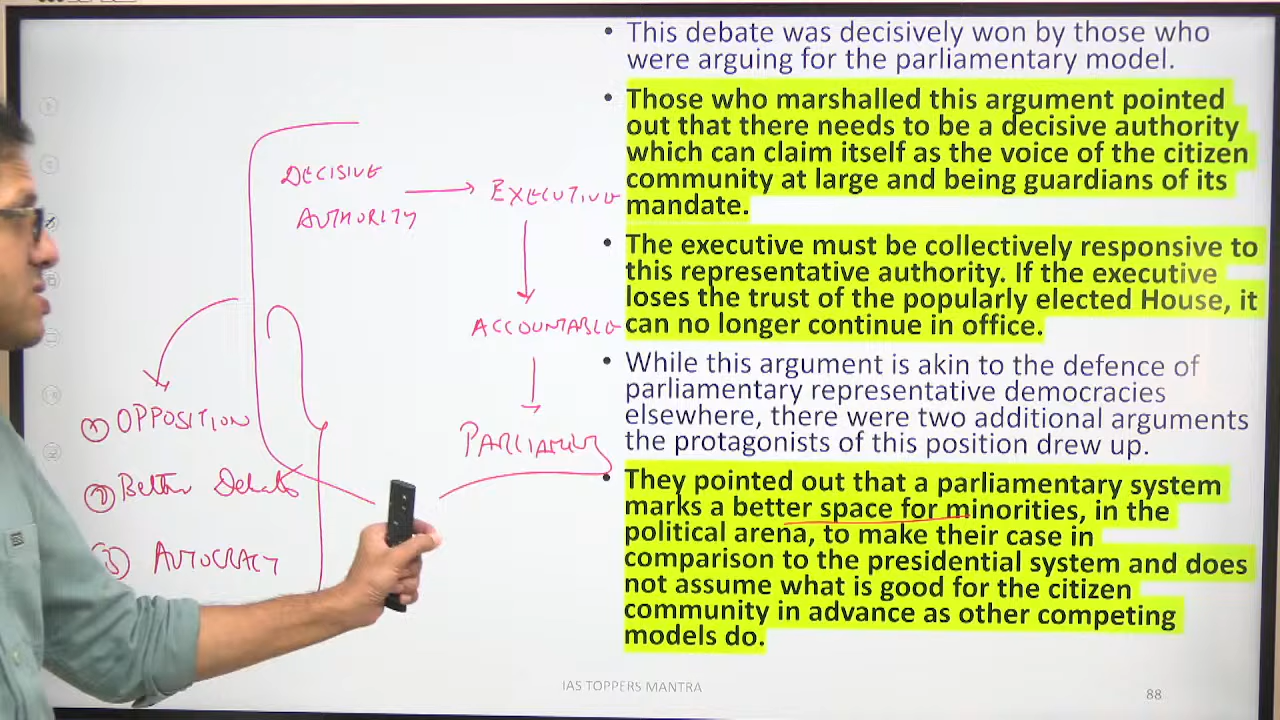 • This debate was decisively won by those who
were arguing for the parliamentary model.
• Those who marshalled this argument pointed
out that there needs to be a decisive authority
which can claim itself as the voice of the citizen
community at large and being guardians of its
mandate.
• The executive must be collectively responsive to
this representative authority. If the executive
loses the trust of the popularly elected House, it
can no longer continue in office.
• While this argument is akin to the defence of
parliamentary representative democracies
elsewhere, there were two additional arguments
the protagonists of this position drew up.
• They pointed out that a parliamentary system
marks a better space for minorities, in the
political arena, to make their case in
comparison to the presidential system and does
not assume what is good for the citizen
community in advance as other competing
models do.
DECISIVE
AUTHORITY
EXECUTIVE
ACCOUNTABLE
PARLIAMENT
① OPPOSITION
② Better Debate
③ AUTOCRACY
IAS TOPPERS MANTRA
88